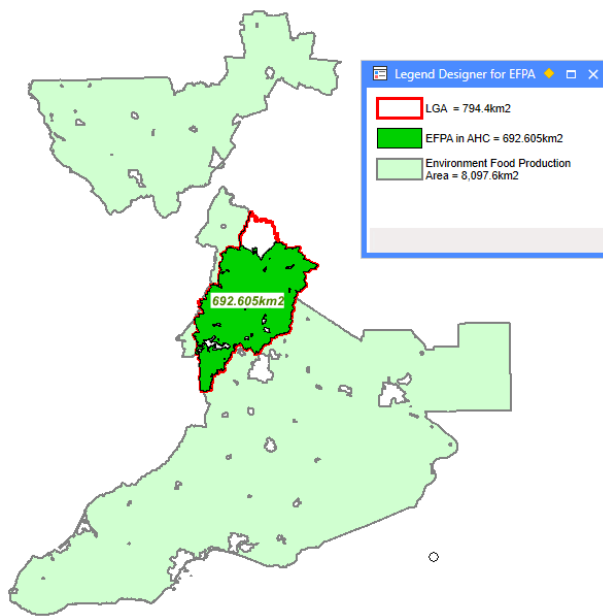 Legend Designer for EFPA
LGA = 794.4km2
EFPA in AHC = 692.605km2
Environment Food Production
Area = 8,097.6km2
692.605km2